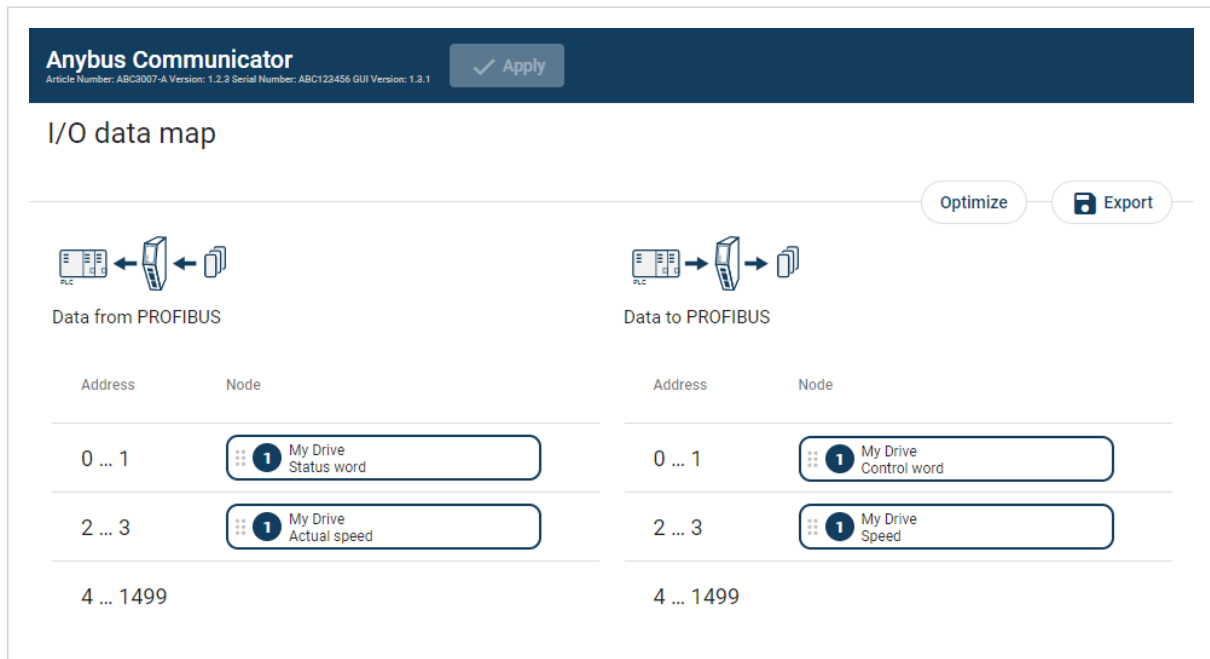 Anybus Communicator
Article Number: ABC3007-A Version: 1.2.3 Serial Number: ABC123456 GUI Version: 1.3.1
Apply
I/O data map
Optimize
Export
PLC
Data from PROFIBUS
Address Node
0 ... 1
1
My Drive
Status word
2 ... 3
1
My Drive
Actual speed
4 ... 1499
PLC
Data to PROFIBUS
Address Node
0 ... 1
1
My Drive
Control word
2 ... 3
1
My Drive
Speed
4 ... 1499